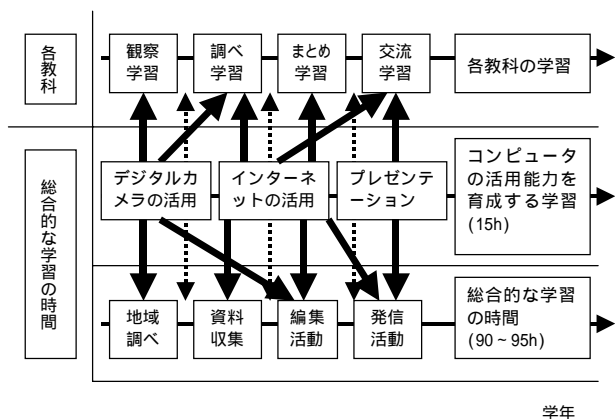 各教科
観察
学習
調べ
学習
まとめ
学習
交流
学習
各教科の学習
総合的な学習の時間
デジタルカ
メラの活用
インターネ
ットの活用
プレゼンテ
ーション
コンピュータ
の活用能力を
育成する学習
(15h)
地域
調べ
資料
収集
編集
活動
発信
活動
総合的な学習
の時間
(90～95h)
学年